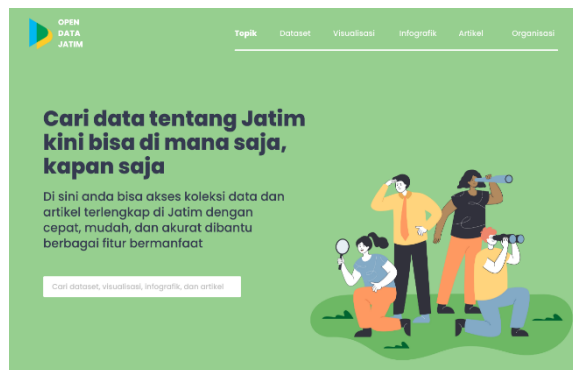 OPEN
DATA
JATIM
Topik Dataset Visualisasi Infografik Artikel Organisasi
Cari data tentang Jatim
kini bisa di mana saja,
kapan saja
Di sini anda bisa akses koleksi data dan
artikel terlengkap di Jatim dengan
cepat, mudah, dan akurat dibantu
berbagai fitur bermanfaat
Cari dataset, visualisasi, infografik, dan artikel